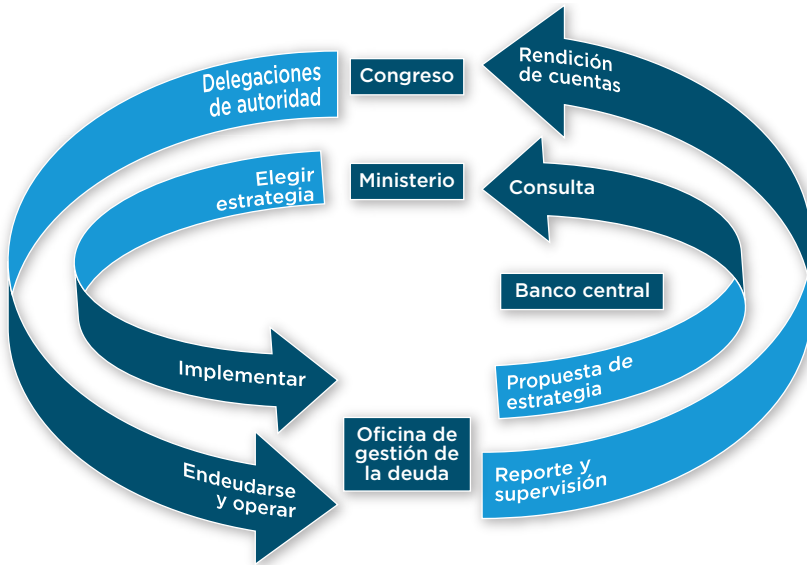 Delegaciones
de autoridad
Congreso
Rendición
de cuentas
Elegir
estrategia
Ministerio
Consulta
Banco central
Implementar
Propuesta de
estrategia
Oficina de
gestión de
la deuda
Endeudarse
y operar
Reporte y
supervisión